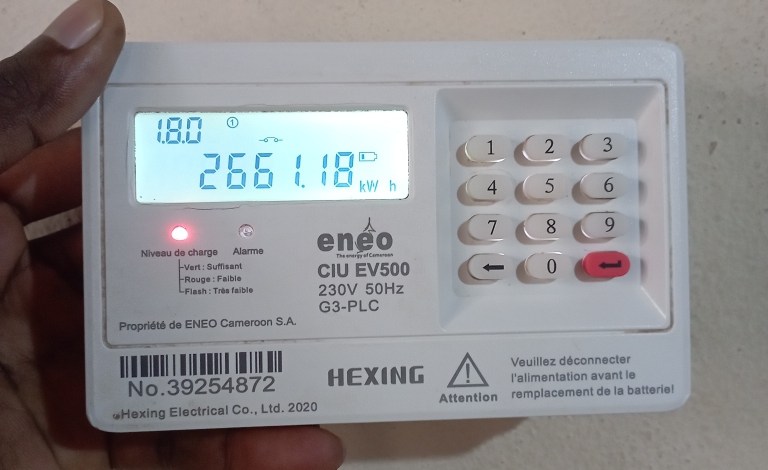 1.8.0 ①
2661.18 kW h
Niveau de charge Alarme
Vert : Suffisant
Rouge : Faible
Flash : Très faible
eneo
The energy of Cameroon
CIU EV500
230V 50Hz
G3-PLC
Propriété de ENEO Cameroon S.A.
1 2 3
4 5 6
7 8 9
← 0 ↵
No.39254872
Hexing Electrical Co., Ltd. 2020
HEXING
Attention
Veuillez déconnecter
l'alimentation avant le
remplacement de la batterie!